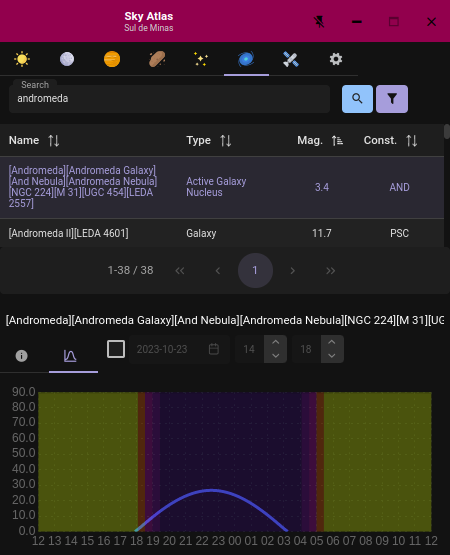 Sky Atlas
Sul de Minas
Search
andromeda
Name Type Mag. Const.
[Andromeda][Andromeda Galaxy]
[And Nebula][Andromeda Nebula]
[NGC 224][M 31][UGC 454][LEDA
2557]
Active Galaxy
Nucleus
3.4
AND
[Andromeda II][LEDA 4601] Galaxy 11.7 PSC
1-38 / 38 « ‹ 1 › »
[Andromeda][Andromeda Galaxy][And Nebula][Andromeda Nebula][NGC 224][M 31][UG
2023-10-23 14 18
90.0
80.0
70.0
60.0
50.0
40.0
30.0
20.0
10.0
0.0
12 13 14 15 16 17 18 19 20 21 22 23 00 01 02 03 04 05 06 07 08 09 10 11 12